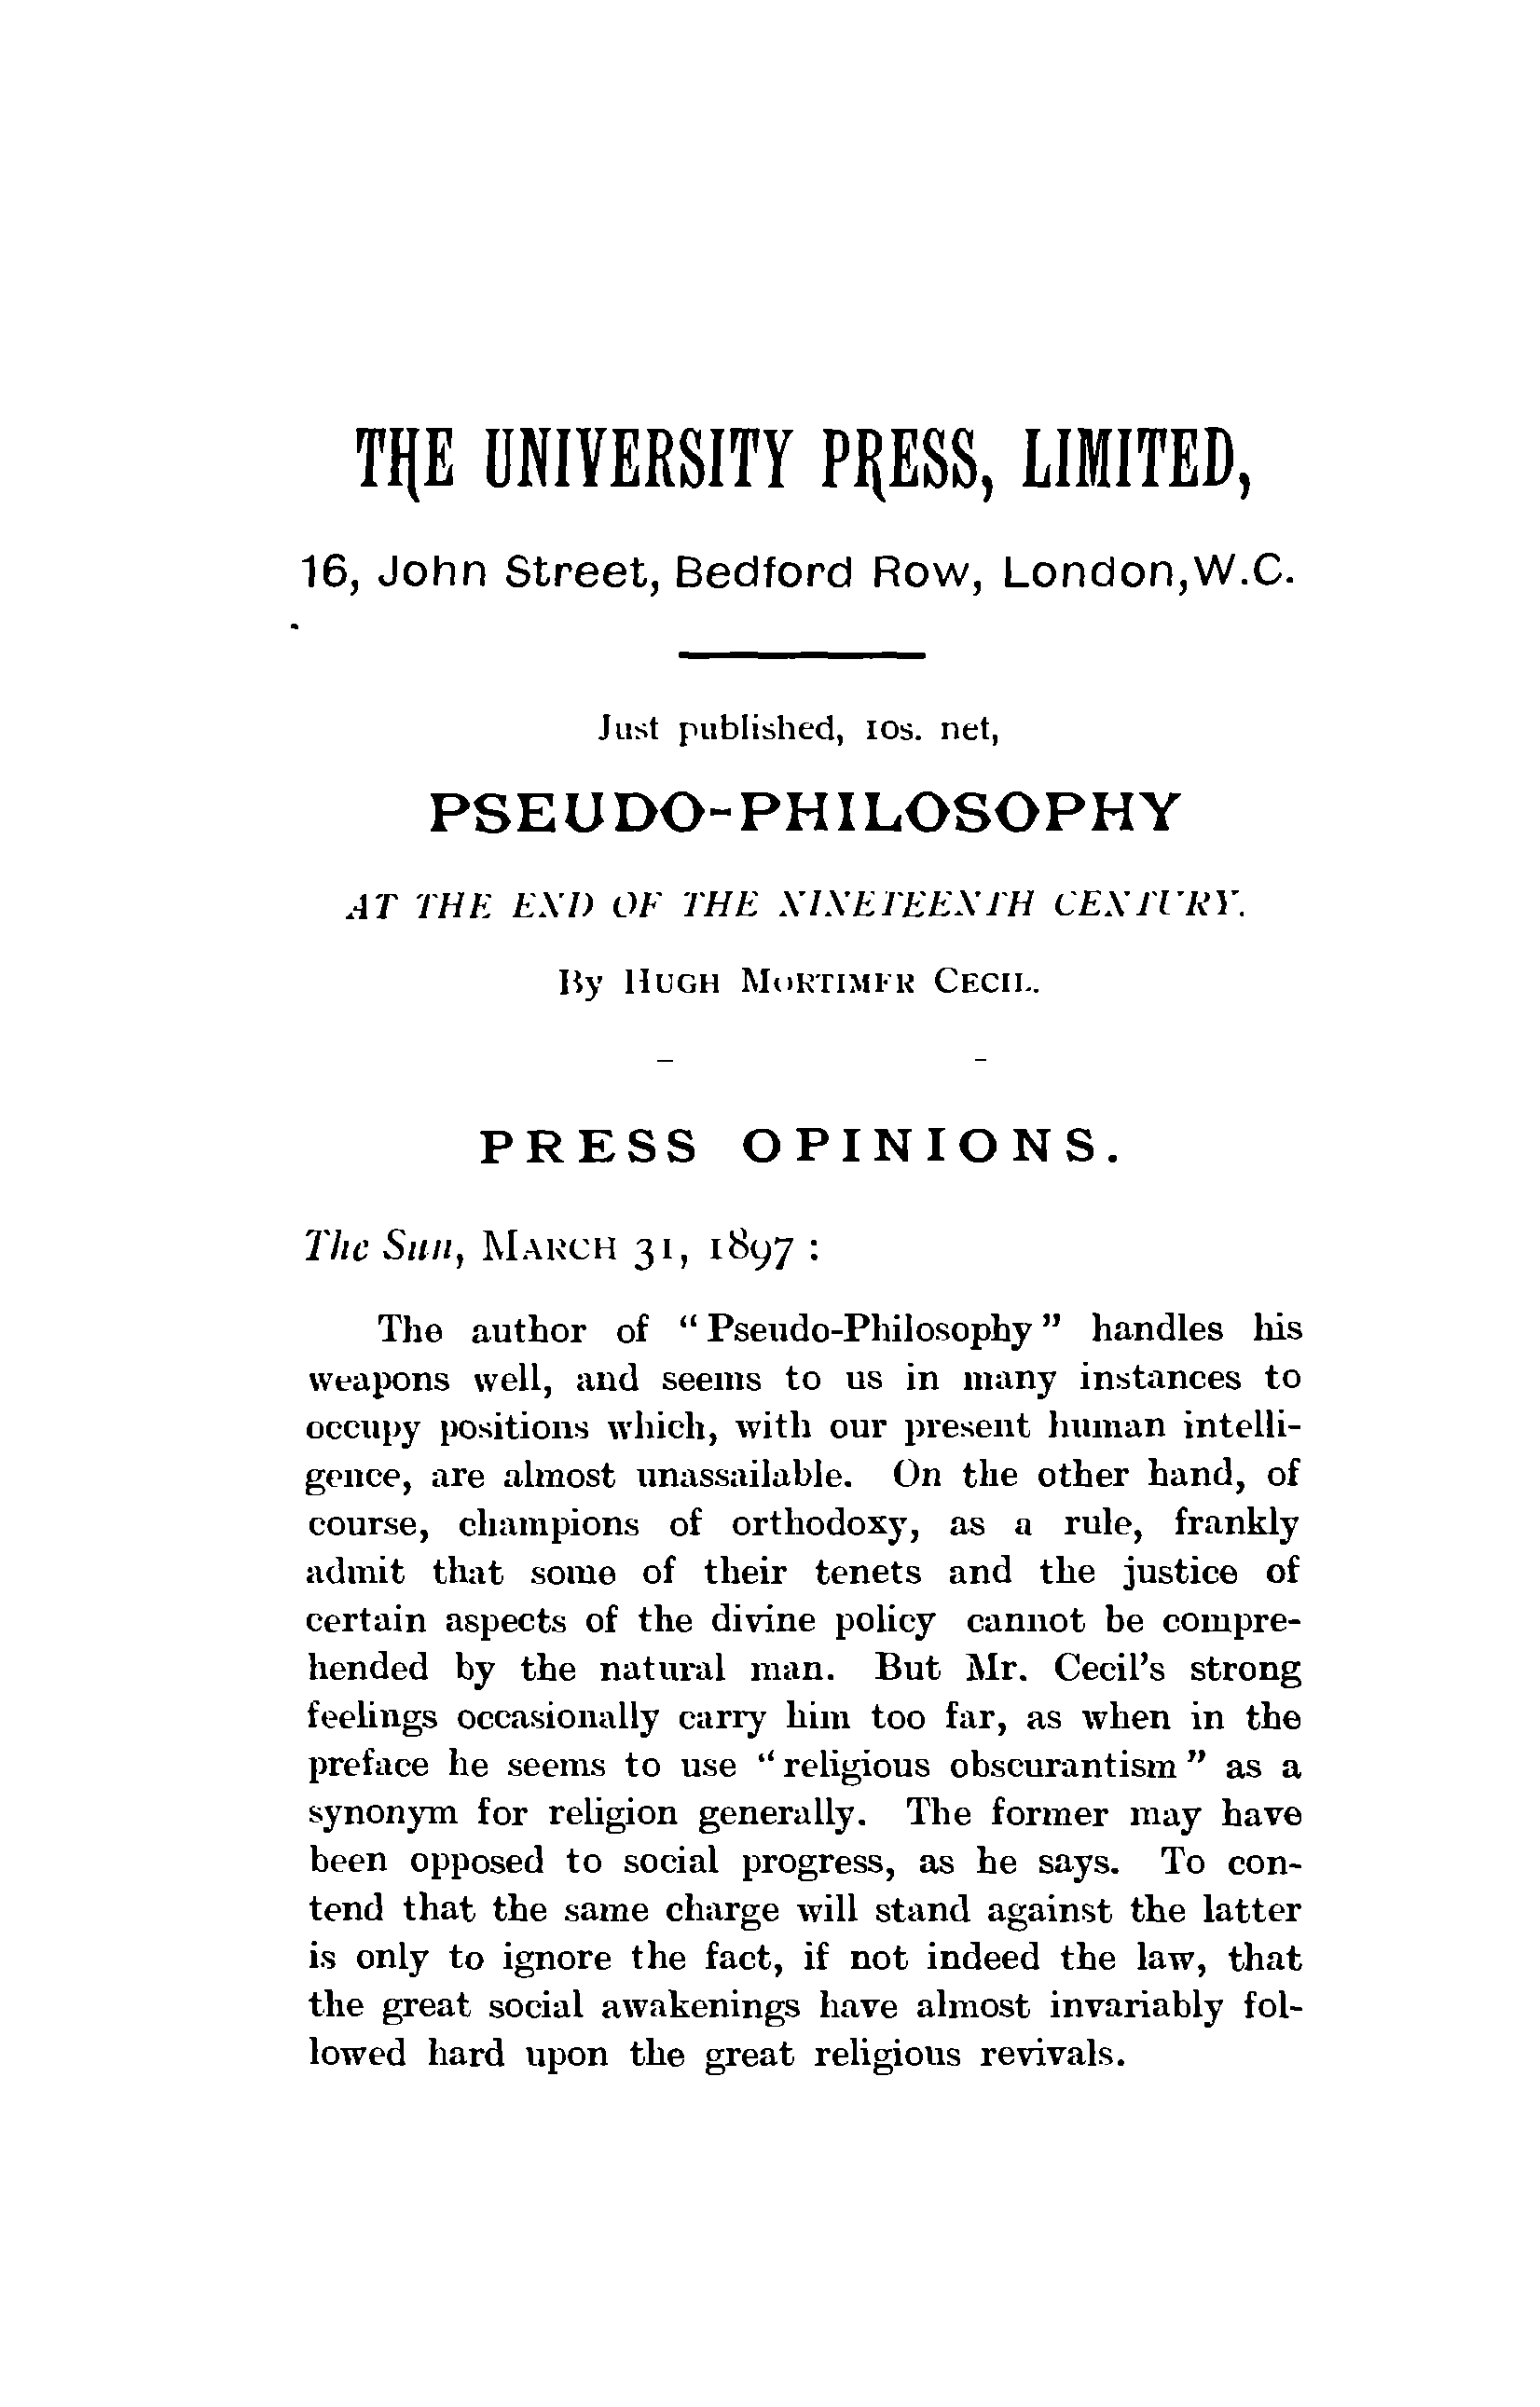 THE UNIVERSITY PRESS, LIMITED,
16, John Street, Bedford Row, London, W.C.
Just published, 10s. net,
PSEUDO-PHILOSOPHY
AT THE END OF THE NINETEENTH CENTURY.
By HUGH MORTIMER CECIL.
PRESS OPINIONS.
The Sun, MARCH 31, 1897 :
The author of “Pseudo-Philosophy” handles his
weapons well, and seems to us in many instances to
occupy positions which, with our present human intelli-
gence, are almost unassailable. On the other hand, of
course, champions of orthodoxy, as a rule, frankly
admit that some of their tenets and the justice of
certain aspects of the divine policy cannot be compre-
hended by the natural man. But Mr. Cecil’s strong
feelings occasionally carry him too far, as when in the
preface he seems to use “religious obscurantism” as a
synonym for religion generally. The former may have
been opposed to social progress, as he says. To con-
tend that the same charge will stand against the latter
is only to ignore the fact, if not indeed the law, that
the great social awakenings have almost invariably fol-
lowed hard upon the great religious revivals.